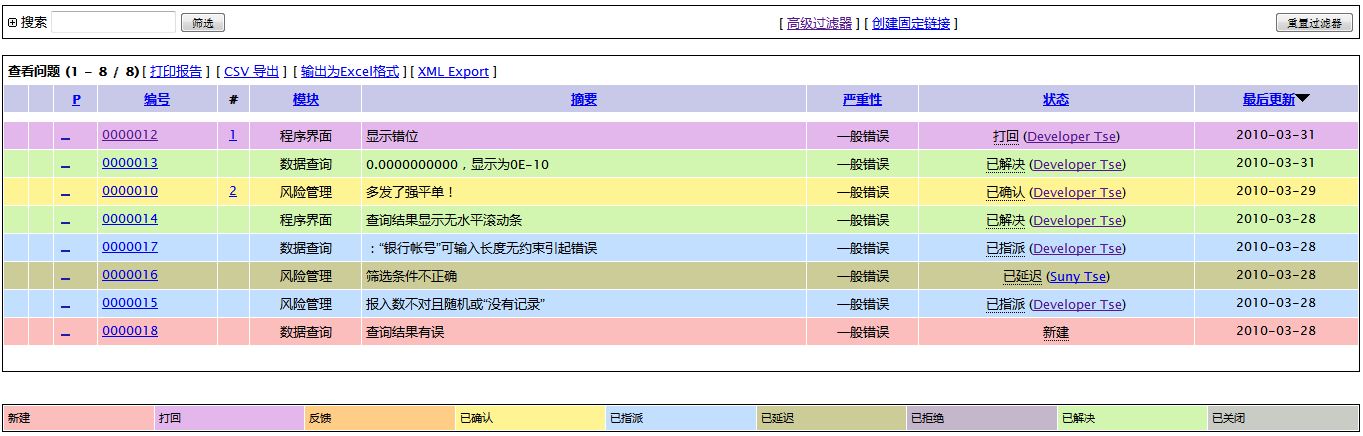 搜索 筛选 [ 高级过滤器 ] [ 创建固定链接 ] 重置过滤器
查看问题 (1 - 8 / 8) [ 打印报告 ] [ CSV 导出 ] [ 输出为Excel格式 ] [ XML Export ]
P 编号 # 模块 摘要 严重性 状态 最后更新
0000012 1 程序界面 显示错位 一般错误 打回 (Developer Tse) 2010-03-31
0000013 数据查询 0.0000000000，显示为0E-10 一般错误 已解决 (Developer Tse) 2010-03-31
0000010 2 风险管理 多发了强平单！ 一般错误 已确认 (Developer Tse) 2010-03-29
0000014 程序界面 查询结果显示无水平滚动条 一般错误 已解决 (Developer Tse) 2010-03-28
0000017 数据查询 ：“银行帐号”可输入长度无约束引起错误 一般错误 已指派 (Developer Tse) 2010-03-28
0000016 风险管理 筛选条件不正确 一般错误 已延迟 (Suny Tse) 2010-03-28
0000015 风险管理 报入数不对且随机或“没有记录” 一般错误 已指派 (Developer Tse) 2010-03-28
0000018 数据查询 查询结果有误 一般错误 新建 2010-03-28
新建 打回 反馈 已确认 已指派 已延迟 已拒绝 已解决 已关闭